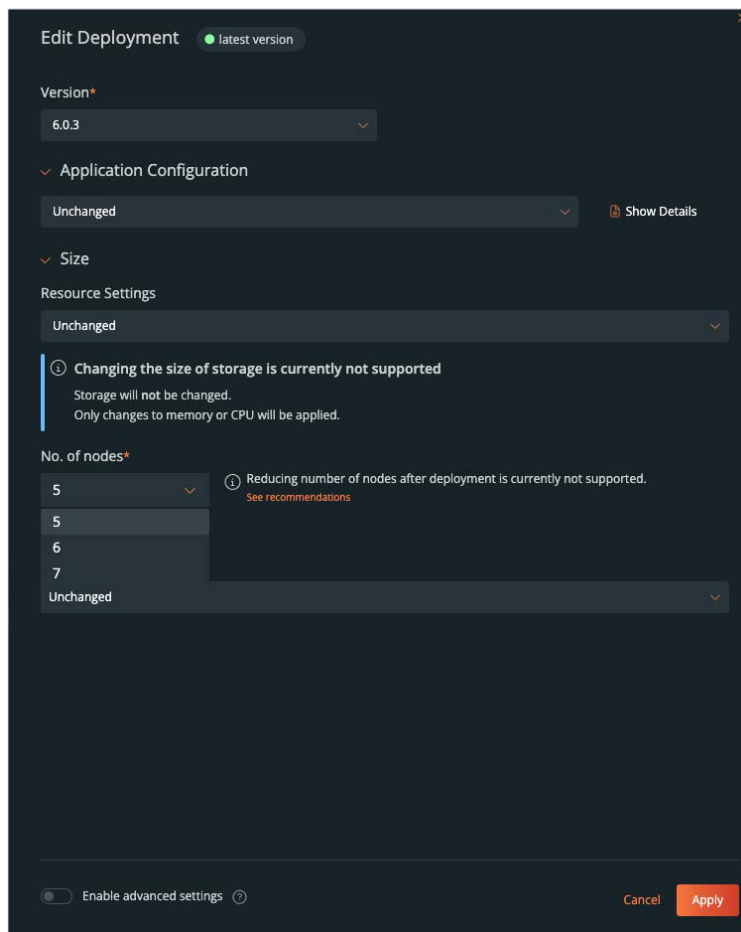 Edit Deployment
latest version
Version*
6.0.3
Application Configuration
Unchanged
Show Details
Size
Resource Settings
Unchanged
Changing the size of storage is currently not supported
Storage will not be changed.
Only changes to memory or CPU will be applied.
No. of nodes*
5
Reducing number of nodes after deployment is currently not supported.
See recommendations
5
6
7
Unchanged
Enable advanced settings
Cancel
Apply